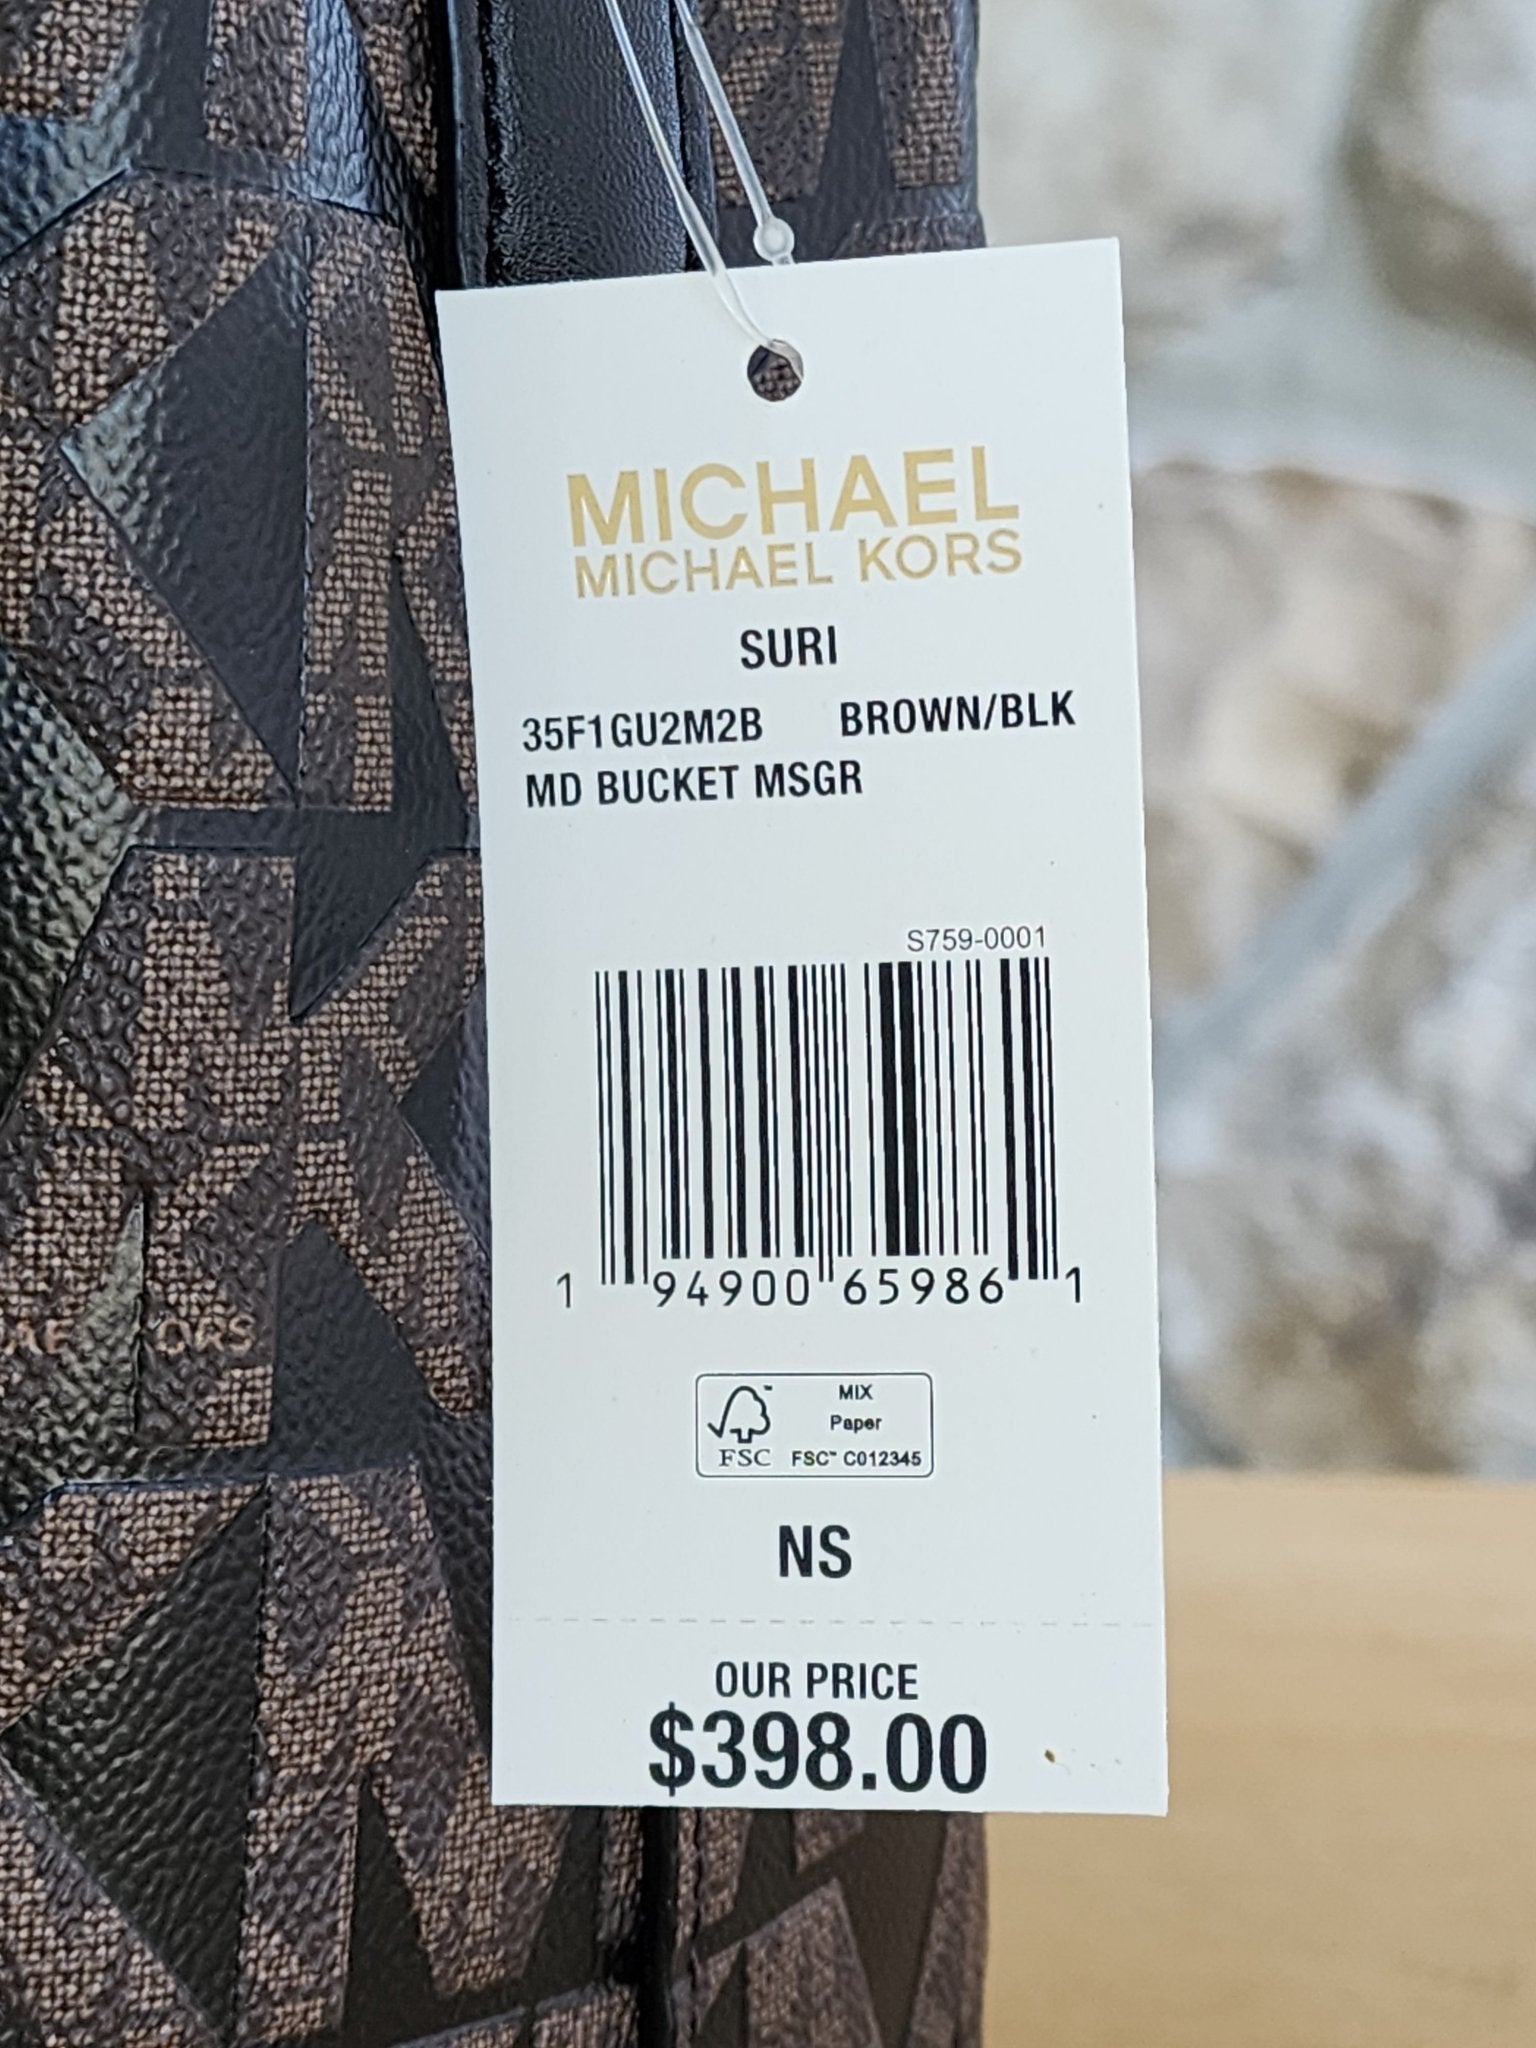 MICHAEL
MICHAEL KORS
SURI
35F1GU2M2B BROWN/BLK
MD BUCKET MSGR
S759-0001
1 94900 65986 1
MIX
Paper
FSC FSC™ C012345
NS
OUR PRICE
$398.00
ORS